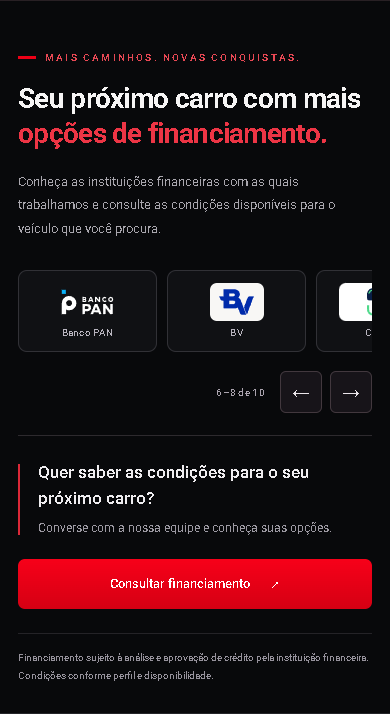 MAIS CAMINHOS. NOVAS CONQUISTAS.
Seu próximo carro com mais
opções de financiamento.
Conheça as instituições financeiras com as quais
trabalhamos e consulte as condições disponíveis para o
veículo que você procura.
BANCO
PAN
Banco PAN
BV
BV
C
6–8 de 10
← →
Quer saber as condições para o seu
próximo carro?
Converse com a nossa equipe e conheça suas opções.
Consultar financiamento ↗
Financiamento sujeito à análise e aprovação de crédito pela instituição financeira.
Condições conforme perfil e disponibilidade.